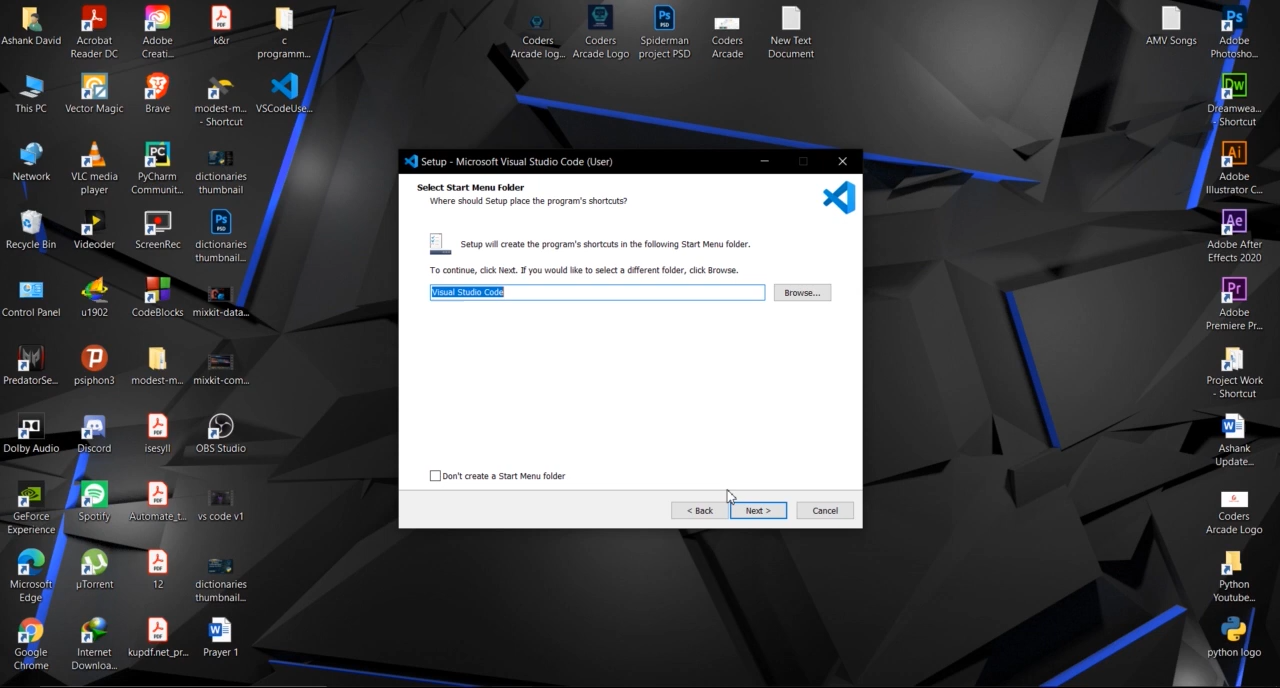 Ashank David
Acrobat
Reader DC
Adobe
Creati...
k&r
c
programm...
Coders
Arcade log...
Coders
Arcade Logo
Spiderman
project PSD
Coders
Arcade
New Text
Document
AMV Songs
Adobe
Photosho...
This PC
Vector Magic
Brave
modest-m...
- Shortcut
VSCodeUse...
Dreamwea...
- Shortcut
Network
VLC media
player
PyCharm
Communit...
dictionaries
thumbnail
Adobe
Illustrator C...
Recycle Bin
Videoder
ScreenRec
dictionaries
thumbnail...
Adobe After
Effects 2020
Control Panel
u1902
CodeBlocks
mixkit-data...
Adobe
Premiere Pr...
PredatorSe...
psiphon3
modest-m...
mixkit-com...
Project Work
- Shortcut
Dolby Audio
Discord
isesyll
OBS Studio
Ashank
Update...
GeForce
Experience
Spotify
Automate_t...
vs code v1
Coders
Arcade Logo
Microsoft
Edge
µTorrent
12
dictionaries
thumbnail...
Python
Youtube...
Google
Chrome
Internet
Downloa...
kupdf.net_pr...
Prayer 1
python logo
Setup - Microsoft Visual Studio Code (User)
Select Start Menu Folder
Where should Setup place the program's shortcuts?
Setup will create the program's shortcuts in the following Start Menu folder.
To continue, click Next. If you would like to select a different folder, click Browse.
Visual Studio Code
Browse...
Don't create a Start Menu folder
< Back
Next >
Cancel